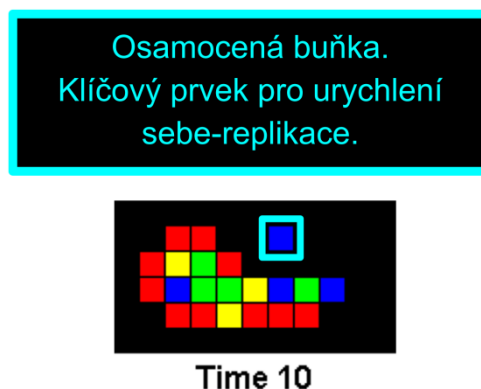 Osamocená buňka.
Klíčový prvek pro urychlení
sebe-replikace.
Time 10